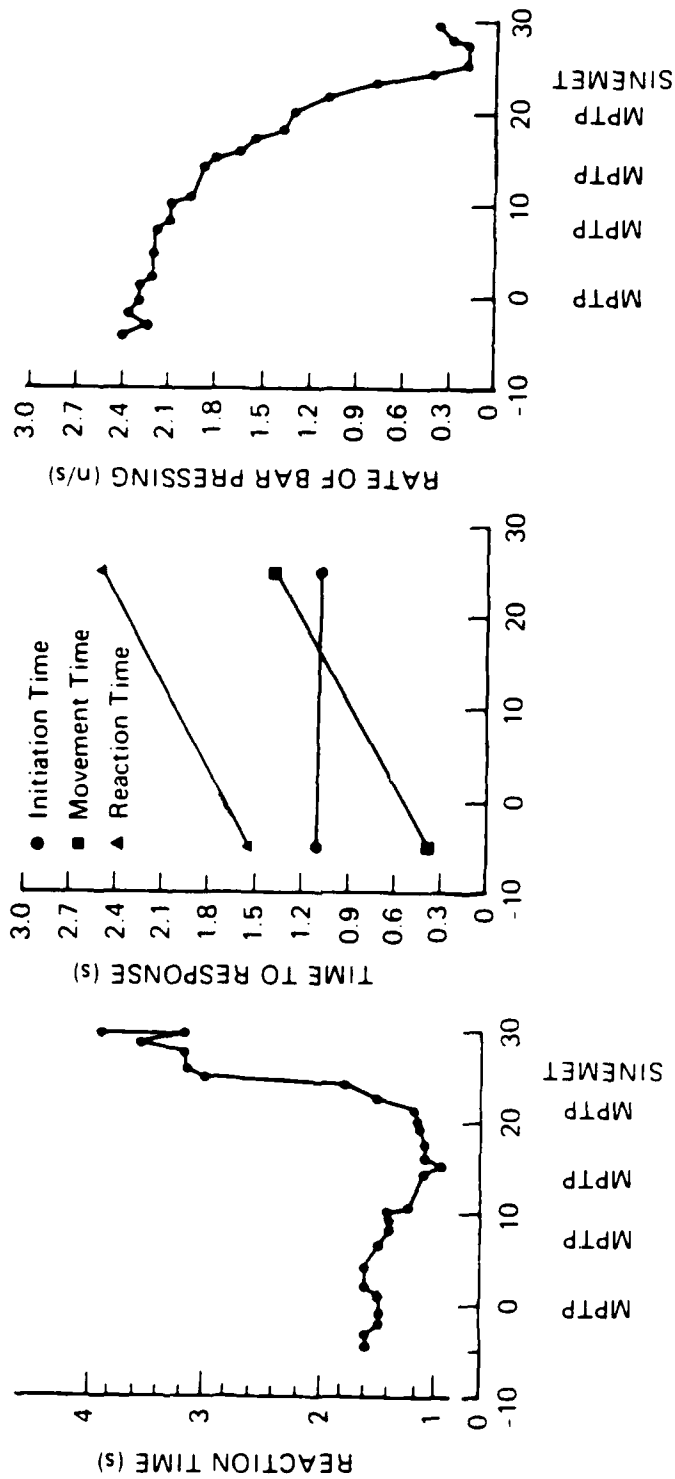 REACTION TIME (s)
4
3
2
1
0
-10
0
10
20
30
MPTP
MPTP
MPTP
MPTP
SINEMET
TIME TO RESPONSE (s)
3.0
2.7
2.4
2.1
1.8
1.5
1.2
0.9
0.6
0.3
0
● Initiation Time
■ Movement Time
▲ Reaction Time
-10
0
10
20
30
RATE OF BAR PRESSING (n/s)
3.0
2.7
2.4
2.1
1.8
1.5
1.2
0.9
0.6
0.3
0
-10
0
10
20
30
MPTP
MPTP
MPTP
MPTP
SINEMET